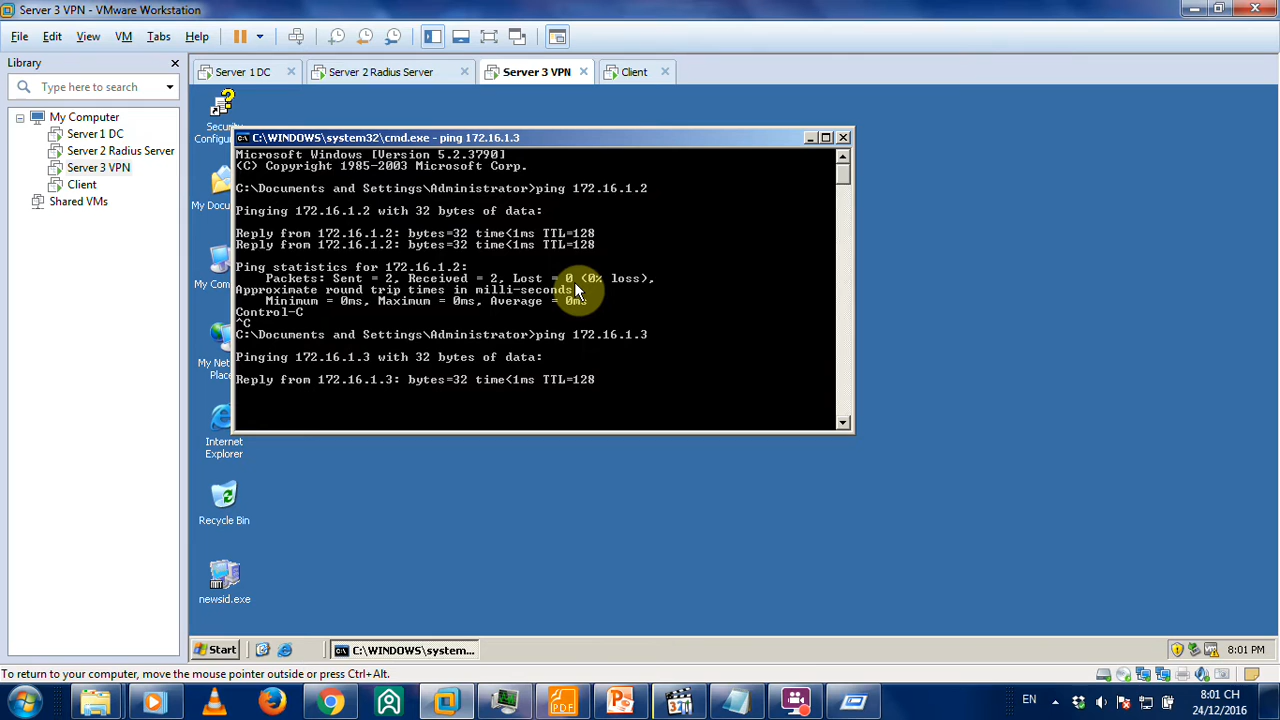 Server 3 VPN - VMware Workstation
File Edit View VM Tabs Help
Library
Type here to search
My Computer
Server 1 DC
Server 2 Radius Server
Server 3 VPN
Client
Shared VMs
Server 1 DC
Server 2 Radius Server
Server 3 VPN
Client
Security
Configur
My Docu
My Com
My Net
Places
Internet
Explorer
Recycle Bin
newsid.exe
C:\WINDOWS\system32\cmd.exe - ping 172.16.1.3
Microsoft Windows [Version 5.2.3790]
(C) Copyright 1985-2003 Microsoft Corp.
C:\Documents and Settings\Administrator>ping 172.16.1.2
Pinging 172.16.1.2 with 32 bytes of data:
Reply from 172.16.1.2: bytes=32 time<1ms TTL=128
Reply from 172.16.1.2: bytes=32 time<1ms TTL=128
Ping statistics for 172.16.1.2:
Packets: Sent = 2, Received = 2, Lost = 0 (0% loss),
Approximate round trip times in milli-seconds
Minimum = 0ms, Maximum = 0ms, Average = 0ms
Control-C
^C
C:\Documents and Settings\Administrator>ping 172.16.1.3
Pinging 172.16.1.3 with 32 bytes of data:
Reply from 172.16.1.3: bytes=32 time<1ms TTL=128
Start
C:\WINDOWS\system...
8:01 PM
To return to your computer, move the mouse pointer outside or press Ctrl+Alt.
PDF
321
EN
8:01 CH
24/12/2016